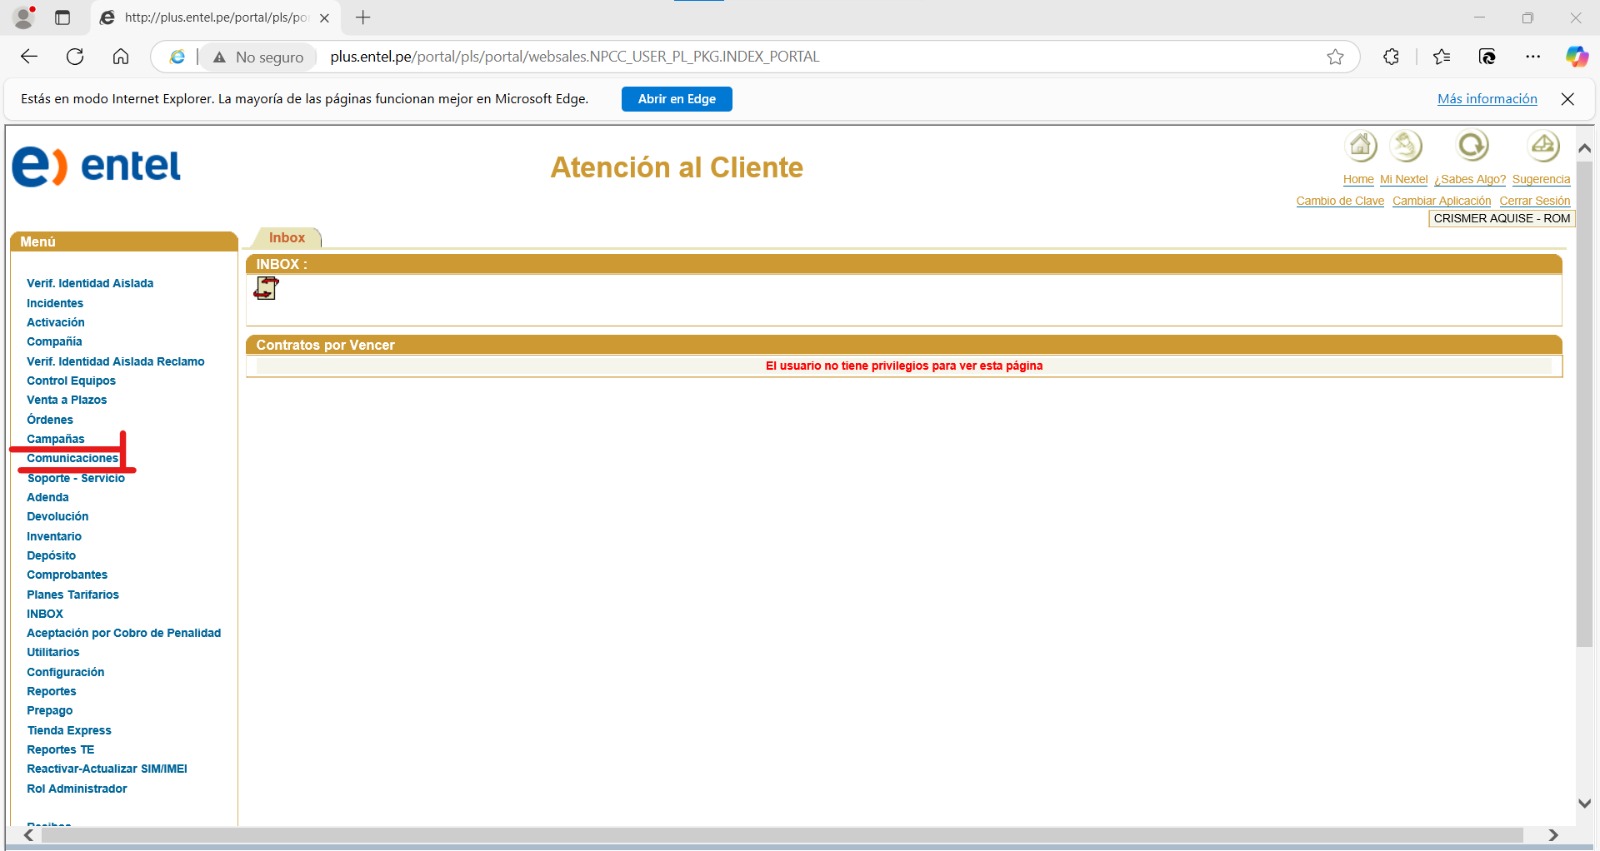 http://plus.entel.pe/portal/pls/po
No seguro
plus.entel.pe/portal/pls/portal/websales.NPCC_USER_PL_PKG.INDEX_PORTAL
Estás en modo Internet Explorer. La mayoría de las páginas funcionan mejor en Microsoft Edge.
Abrir en Edge
Más información
entel
Atención al Cliente
Home Mi Nextel ¿Sabes Algo? Sugerencia
Cambio de Clave Cambiar Aplicación Cerrar Sesión
CRISMER AQUISE - ROM
Menú
Verif. Identidad Aislada
Incidentes
Activación
Compañía
Verif. Identidad Aislada Reclamo
Control Equipos
Venta a Plazos
Órdenes
Campañas
Comunicaciones
Soporte - Servicio
Adenda
Devolución
Inventario
Depósito
Comprobantes
Planes Tarifarios
INBOX
Aceptación por Cobro de Penalidad
Utilitarios
Configuración
Reportes
Prepago
Tienda Express
Reportes TE
Reactivar-Actualizar SIM/IMEI
Rol Administrador
Inbox
INBOX :
Contratos por Vencer
El usuario no tiene privilegios para ver esta página